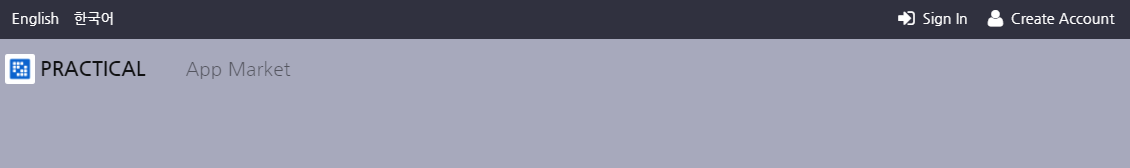 English 한국어 Sign In Create Account
PRACTICAL App Market